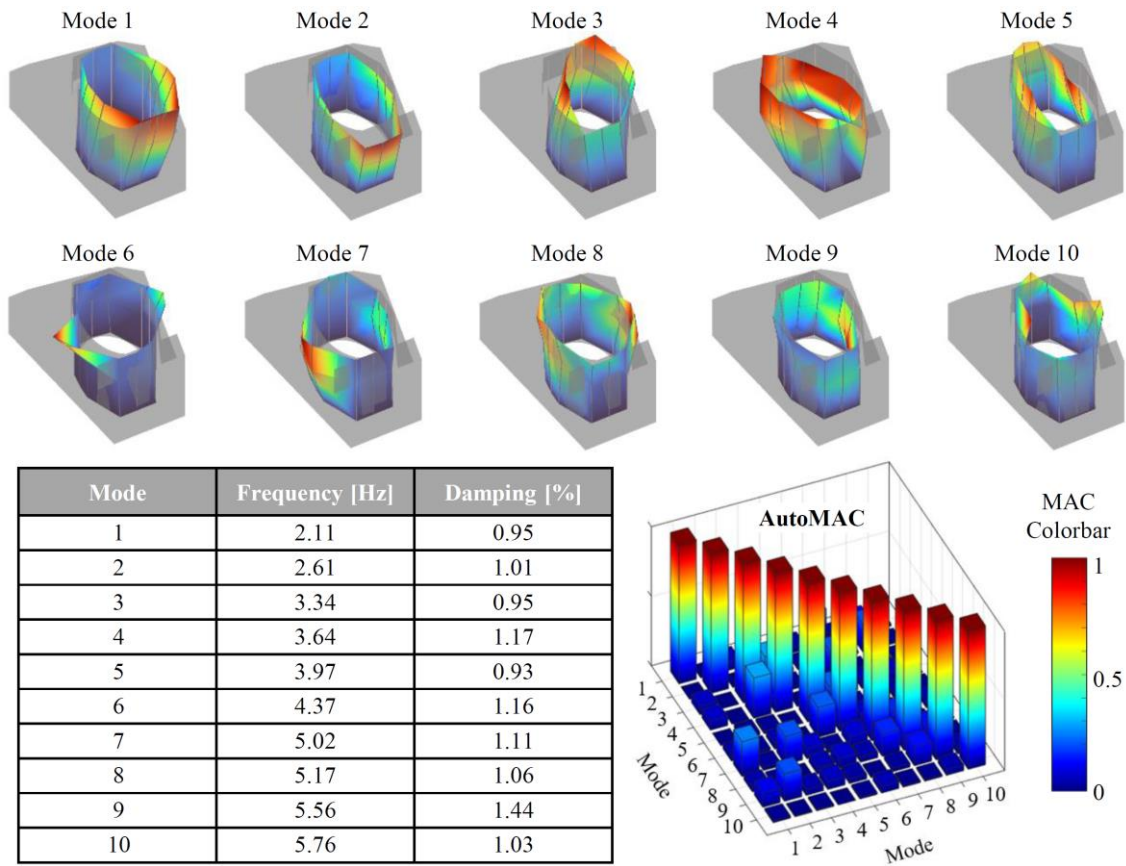 Mode 1 Mode 2 Mode 3 Mode 4 Mode 5
Mode 6 Mode 7 Mode 8 Mode 9 Mode 10
Mode Frequency [Hz] Damping [%]
1 2.11 0.95
2 2.61 1.01
3 3.34 0.95
4 3.64 1.17
5 3.97 0.93
6 4.37 1.16
7 5.02 1.11
8 5.17 1.06
9 5.56 1.44
10 5.76 1.03
AutoMAC
1
2
3
4
5
6
7
8
9
10
Mode
1 2 3 4 5 6 7 8 9 10
Mode
MAC
Colorbar
1
0.5
0